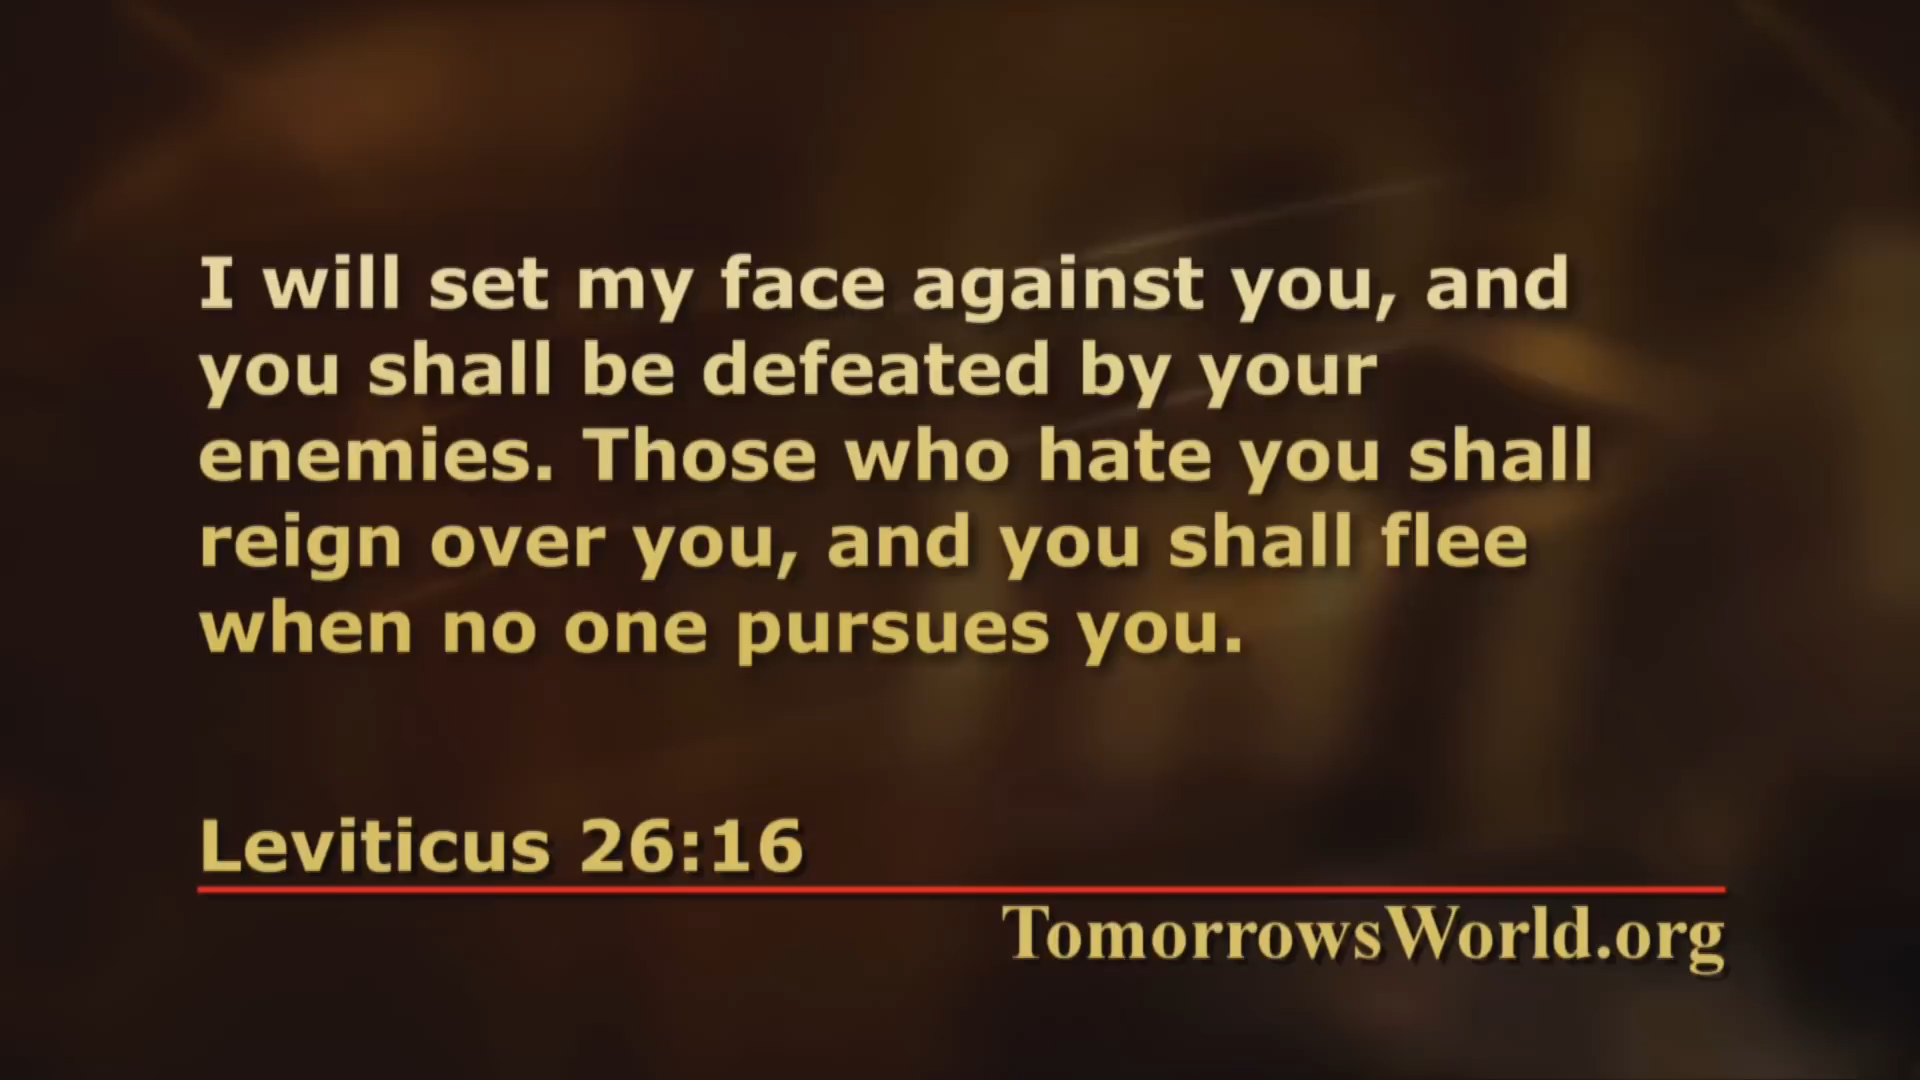 I will set my face against you, and
you shall be defeated by your
enemies. Those who hate you shall
reign over you, and you shall flee
when no one pursues you.
Leviticus 26:16
TomorrowsWorld.org